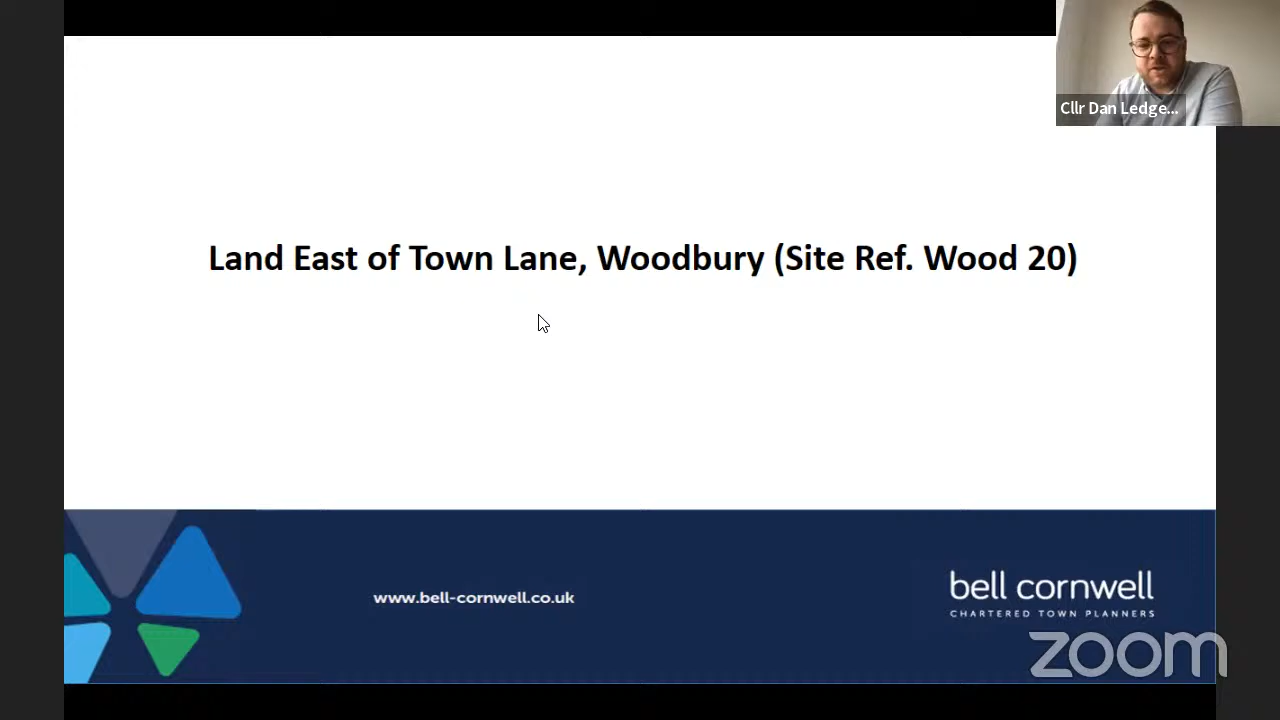 Cllr Dan Ledge...
Land East of Town Lane, Woodbury (Site Ref. Wood 20)
www.bell-cornwell.co.uk
bell cornwell
CHARTERED TOWN PLANNERS
zoom